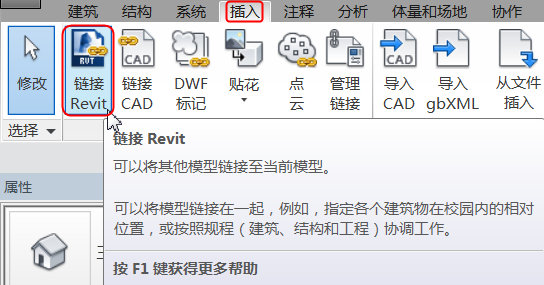 建筑 结构 系统 插入 注释 分析 体量和场地 协作
修改
链接 Revit
链接 CAD
DWF 标记
贴花
点云
管理链接
导入 CAD
导入 gbXML
从文件插入
RVT
CAD
CAD
选择
属性
链接 Revit
可以将其他模型链接至当前模型。
可以将模型链接在一起，例如，指定各个建筑物在校园内的相对
位置，或按照规程（建筑、结构和工程）协调工作。
按 F1 键获得更多帮助